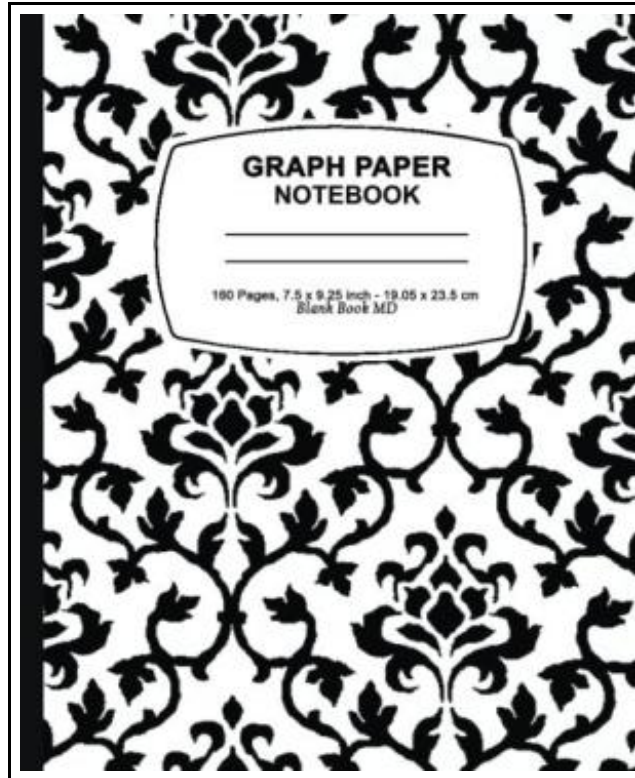 GRAPH PAPER
NOTEBOOK
160 Pages, 7.5 x 9.25 inch - 19.05 x 23.5 cm
Blank Book MD